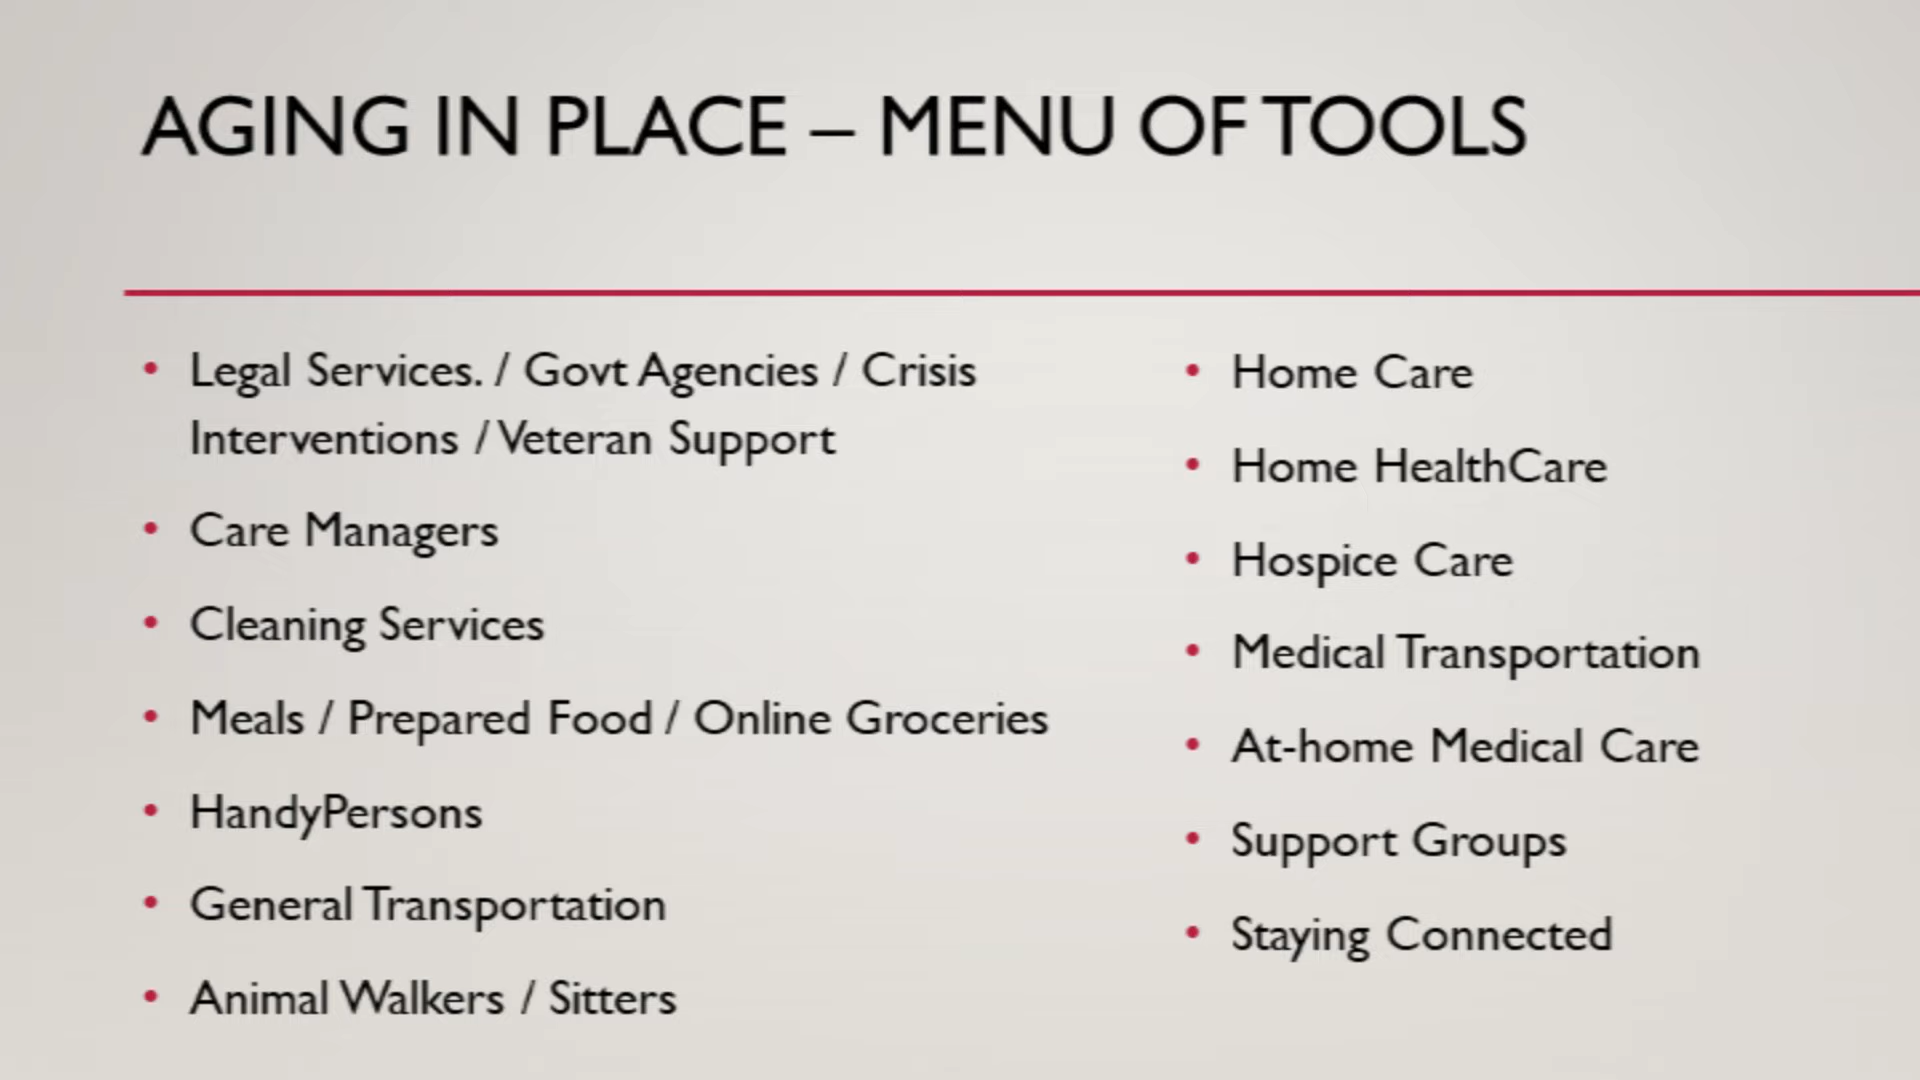 AGING IN PLACE – MENU OF TOOLS
• Legal Services. / Govt Agencies / Crisis
Interventions / Veteran Support
• Care Managers
• Cleaning Services
• Meals / Prepared Food / Online Groceries
• HandyPersons
• General Transportation
• Animal Walkers / Sitters
• Home Care
• Home HealthCare
• Hospice Care
• Medical Transportation
• At-home Medical Care
• Support Groups
• Staying Connected